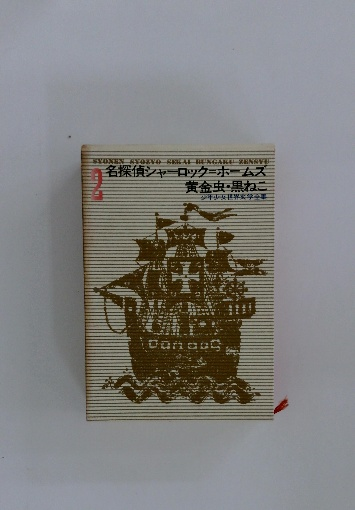 SYONEN SYOZYO SEKAI BUNGAKU ZENSYU
2
名探偵シャーロック=ホームズ
黄金虫・黒ねこ
少年少女世界文学全集